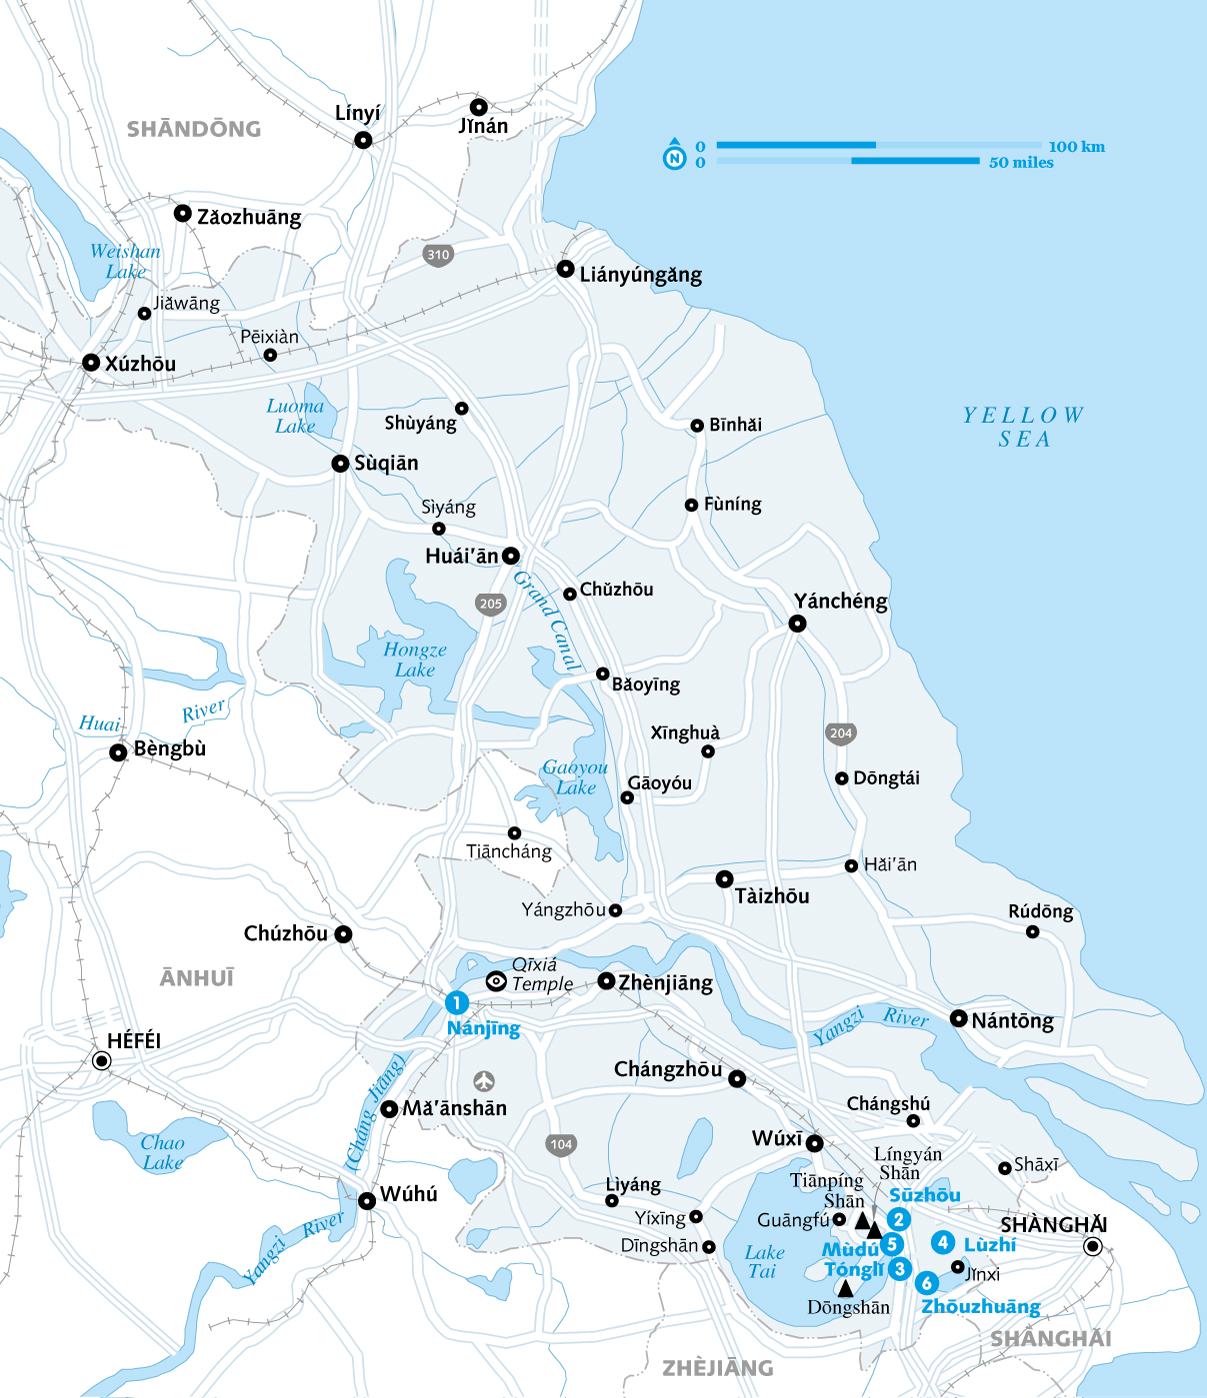 Línyí
Jǐnán
SHĀNDŌNG
0
100 km
N
0
50 miles
Zǎozhuāng
Weishan
Lake
310
Liányúngǎng
Jiǎwāng
Pēixiàn
Xúzhōu
Luoma
Lake
Shùyáng
YELLOW
SEA
Bīnhǎi
Sùqiān
Sìyáng
Fùníng
Huái'ān
Grand Canal
Chǔzhōu
205
Yánchéng
Hongze
Lake
Bǎoyīng
Huai
River
Xīnghuà
204
Bèngbù
Gaoyou
Lake
Gāoyóu
Dōngtái
Tiāncháng
Hǎi'ān
Tàizhōu
Yángzhōu
Rúdōng
Chúzhōu
Qīxiá
Temple
ĀNHUĪ
Zhènjiāng
1
Nánjīng
Yangzi
River
Nántōng
HÉFÉI
Chángzhōu
Mǎ'ānshān
(Cháng Jiāng)
Chángshú
104
Wúxī
Chao
Lake
Língyán
Shān
Shāxī
Tiānpíng
Shān
Lìyáng
Sūzhōu
Wúhú
Yíxīng
Guāngfú
2
SHÀNGHǍI
Yangzi
River
Dīngshān
Lake
Tai
Mùdú
5
4
Lùzhí
Tónglǐ
3
Jǐnxi
6
Dōngshān
Zhōuzhuāng
SHÀNGHǍI
ZHÈJIĀNG